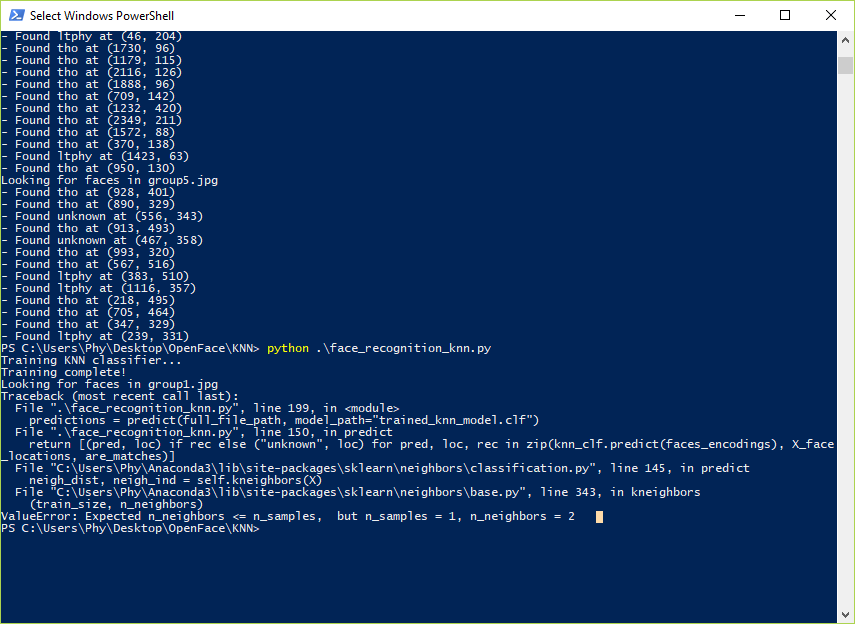 Select Windows PowerShell
- Found ltphy at (46, 204)
- Found tho at (1730, 96)
- Found tho at (1179, 115)
- Found tho at (2116, 126)
- Found tho at (1888, 96)
- Found tho at (709, 142)
- Found tho at (1232, 420)
- Found tho at (2349, 211)
- Found tho at (1572, 88)
- Found tho at (370, 138)
- Found ltphy at (1423, 63)
- Found tho at (950, 130)
Looking for faces in group5.jpg
- Found tho at (928, 401)
- Found tho at (890, 329)
- Found unknown at (556, 343)
- Found tho at (913, 493)
- Found unknown at (467, 358)
- Found tho at (993, 320)
- Found tho at (567, 516)
- Found ltphy at (383, 510)
- Found ltphy at (1116, 357)
- Found tho at (218, 495)
- Found tho at (705, 464)
- Found tho at (347, 329)
- Found ltphy at (239, 331)
PS C:\Users\Phy\Desktop\OpenFace\KNN> python .\face_recognition_knn.py
Training KNN classifier...
Training complete!
Looking for faces in group1.jpg
Traceback (most recent call last):
  File ".\face_recognition_knn.py", line 199, in <module>
    predictions = predict(full_file_path, model_path="trained_knn_model.clf")
  File ".\face_recognition_knn.py", line 150, in predict
    return [(pred, loc) if rec else ("unknown", loc) for pred, loc, rec in zip(knn_clf.predict(faces_encodings), X_face
_locations, are_matches)]
  File "C:\Users\Phy\Anaconda3\lib\site-packages\sklearn\neighbors\classification.py", line 145, in predict
    neigh_dist, neigh_ind = self.kneighbors(X)
  File "C:\Users\Phy\Anaconda3\lib\site-packages\sklearn\neighbors\base.py", line 343, in kneighbors
    (train_size, n_neighbors)
ValueError: Expected n_neighbors <= n_samples,  but n_samples = 1, n_neighbors = 2
PS C:\Users\Phy\Desktop\OpenFace\KNN>